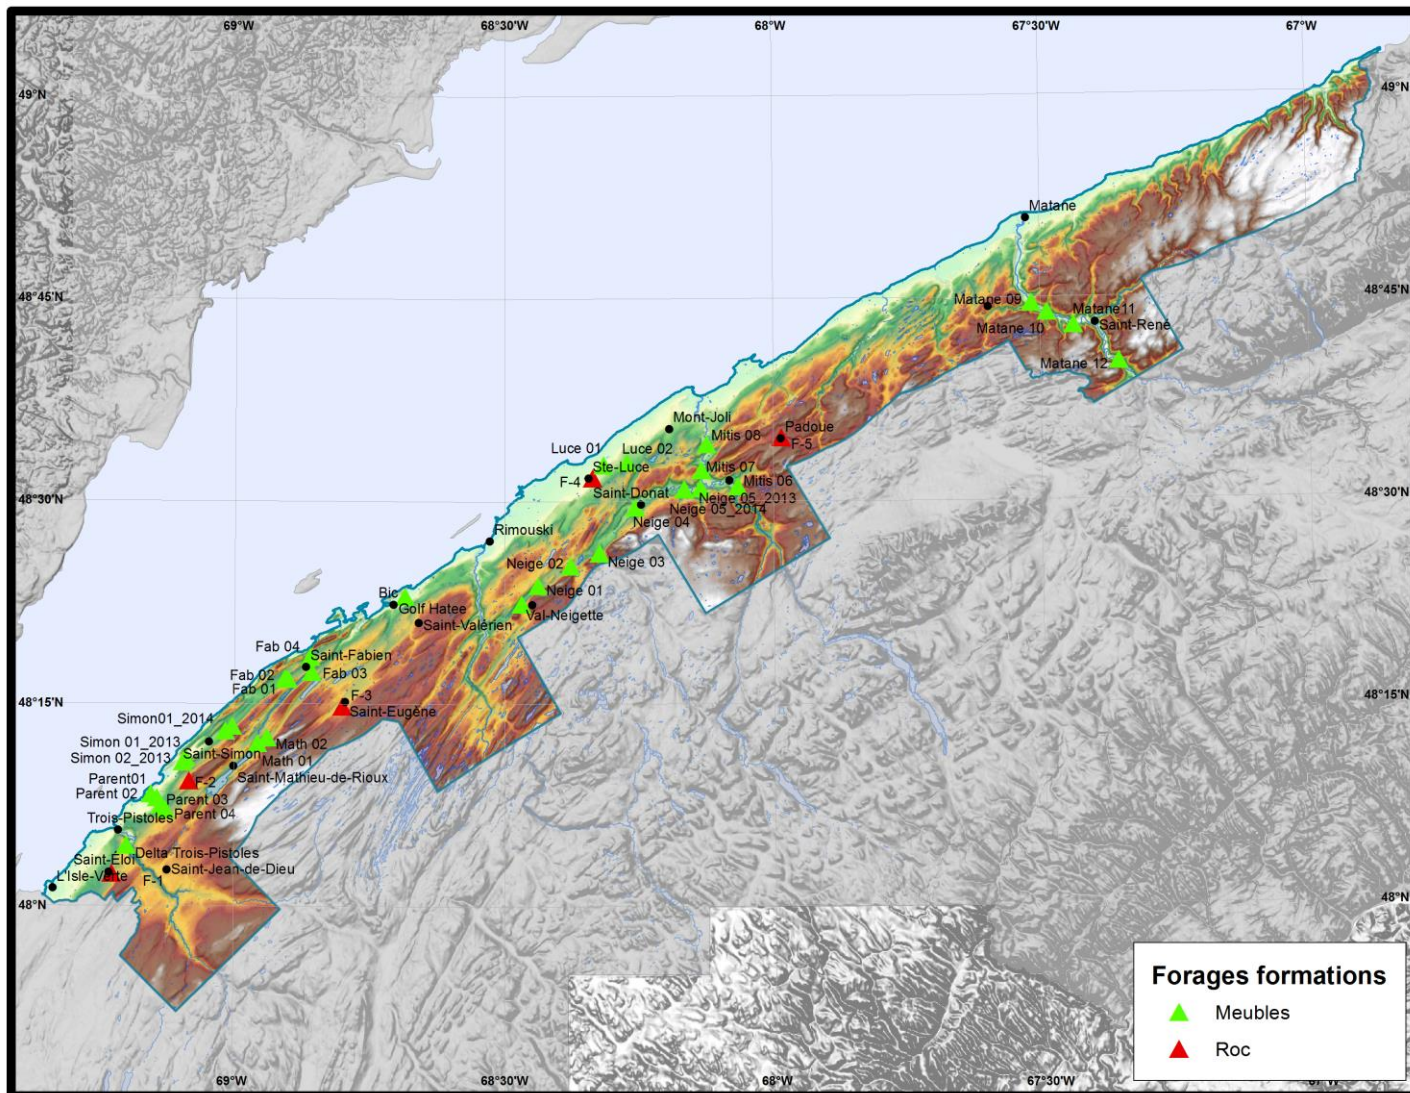 69°W
68°30'W
68°W
67°30'W
67°W
49°N
49°N
Matane
48°45'N
48°45'N
Matane 09
Matane11
Saint-René
Matane 10
Matane 12
Mont-Joli
Padoue
F-5
Mitis 08
Luce 01
Luce 02
Ste-Luce
Mitis 07
F-4
Mitis 06
Saint-Donat
Neige 05_2013
48°30'N
48°30'N
Neige 05_2014
Neige 04
Rimouski
Neige 02
Neige 03
Bic
Neige 01
Golf Hatee
Val-Neigette
Saint-Valérien
Fab 04
Saint-Fabien
Fab 02
Fab 03
Fab 01
F-3
48°15'N
48°15'N
Saint-Eugène
Simon01_2014
Simon 01_2013
Math 02
Saint-Simon
Simon 02_2013
Math 01
Saint-Mathieu-de-Rioux
Parent01
F-2
Parent 02
Parent 03
Parent 04
Trois-Pistoles
Delta Trois-Pistoles
Saint-Éloi
Saint-Jean-de-Dieu
L'Isle-Verte
F-1
48°N
48°N
Forages formations
Meubles
Roc
69°W
68°30'W
68°W
67°30'W